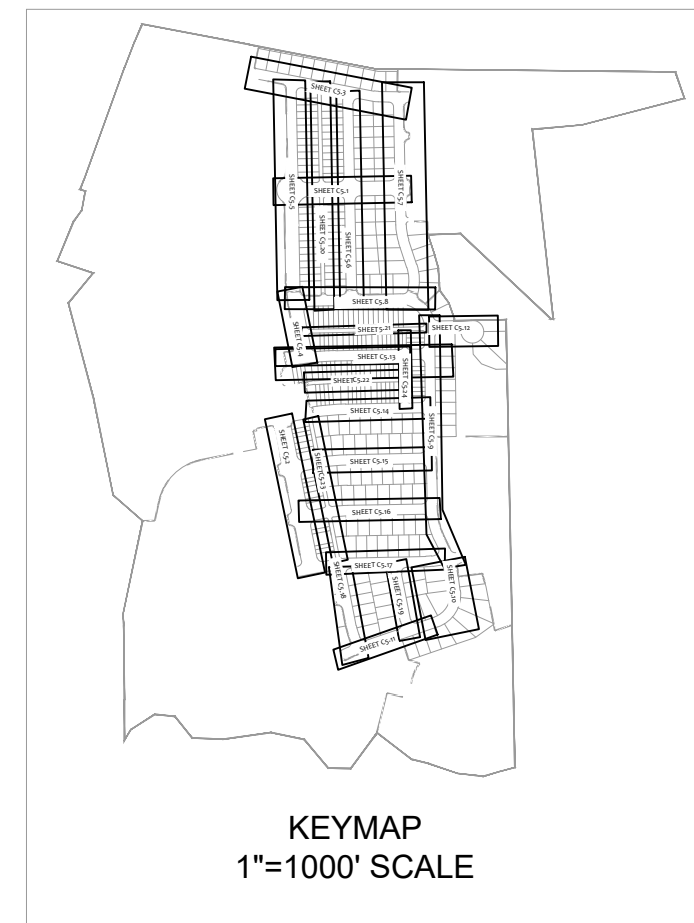 SHEET C5.3
SHEET C5.5
SHEET C5.1
SHEET C5.7
SHEET C5.20
SHEET C5.6
SHEET C5.8
SHEET C5.4
SHEET 5.21
SHEET C5.12
SHEET C5.13
SHEET C5.22
SHEET C5.24
SHEET C5.14
SHEET C5.9
SHEET C5.2
SHEET C5.23
SHEET C5.15
SHEET C5.16
SHEET C5.17
SHEET C5.18
SHEET C5.19
SHEET C5.10
SHEET C5.11
KEYMAP
1"=1000' SCALE